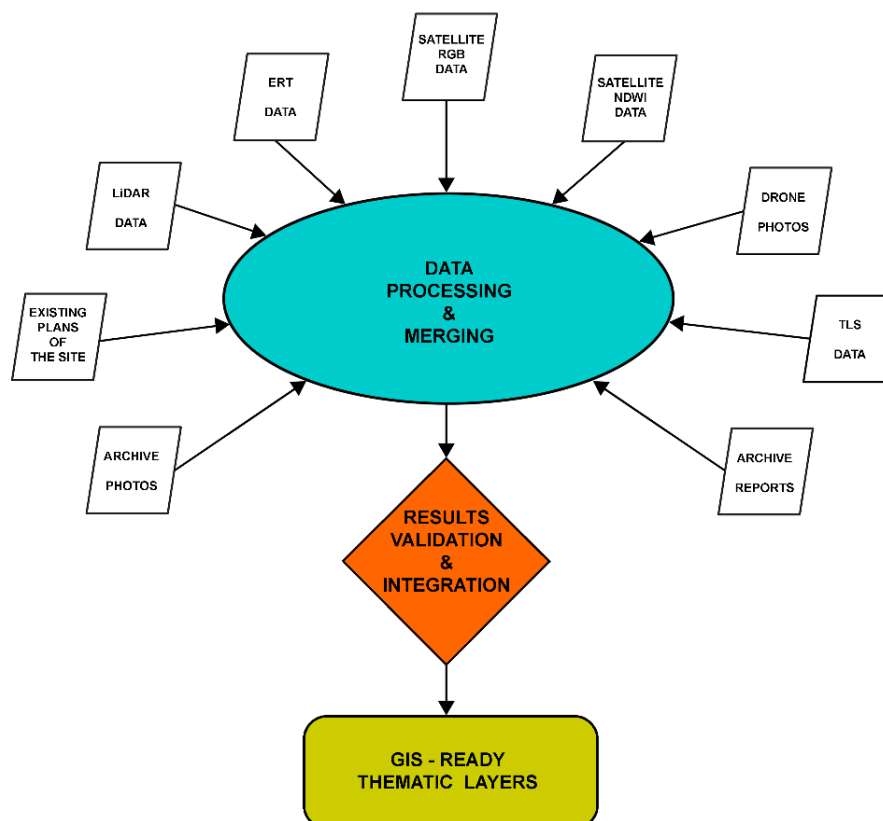 SATELLITE
RGB
DATA
ERT
DATA
SATELLITE
NDWI
DATA
LiDAR
DATA
DRONE
PHOTOS
EXISTING
PLANS
OF
THE SITE
TLS
DATA
ARCHIVE
PHOTOS
ARCHIVE
REPORTS
DATA
PROCESSING
&
MERGING
RESULTS
VALIDATION
&
INTEGRATION
GIS - READY
THEMATIC LAYERS